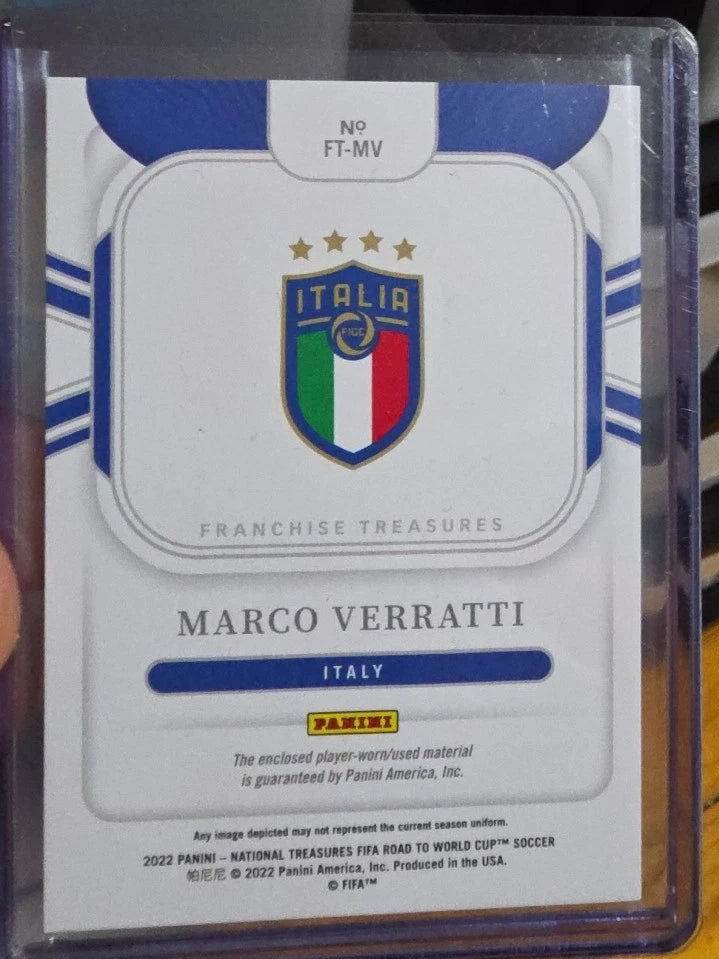 Nº
FT-MV
ITALIA
FIGC
FRANCHISE TREASURES
MARCO VERRATTI
ITALY
PANINI
The enclosed player-worn/used material
is guaranteed by Panini America, Inc.
Any image depicted may not represent the current season uniform.
2022 PANINI – NATIONAL TREASURES FIFA ROAD TO WORLD CUP™ SOCCER
帕尼尼 © 2022 Panini America, Inc. Produced in the USA.
© FIFA™